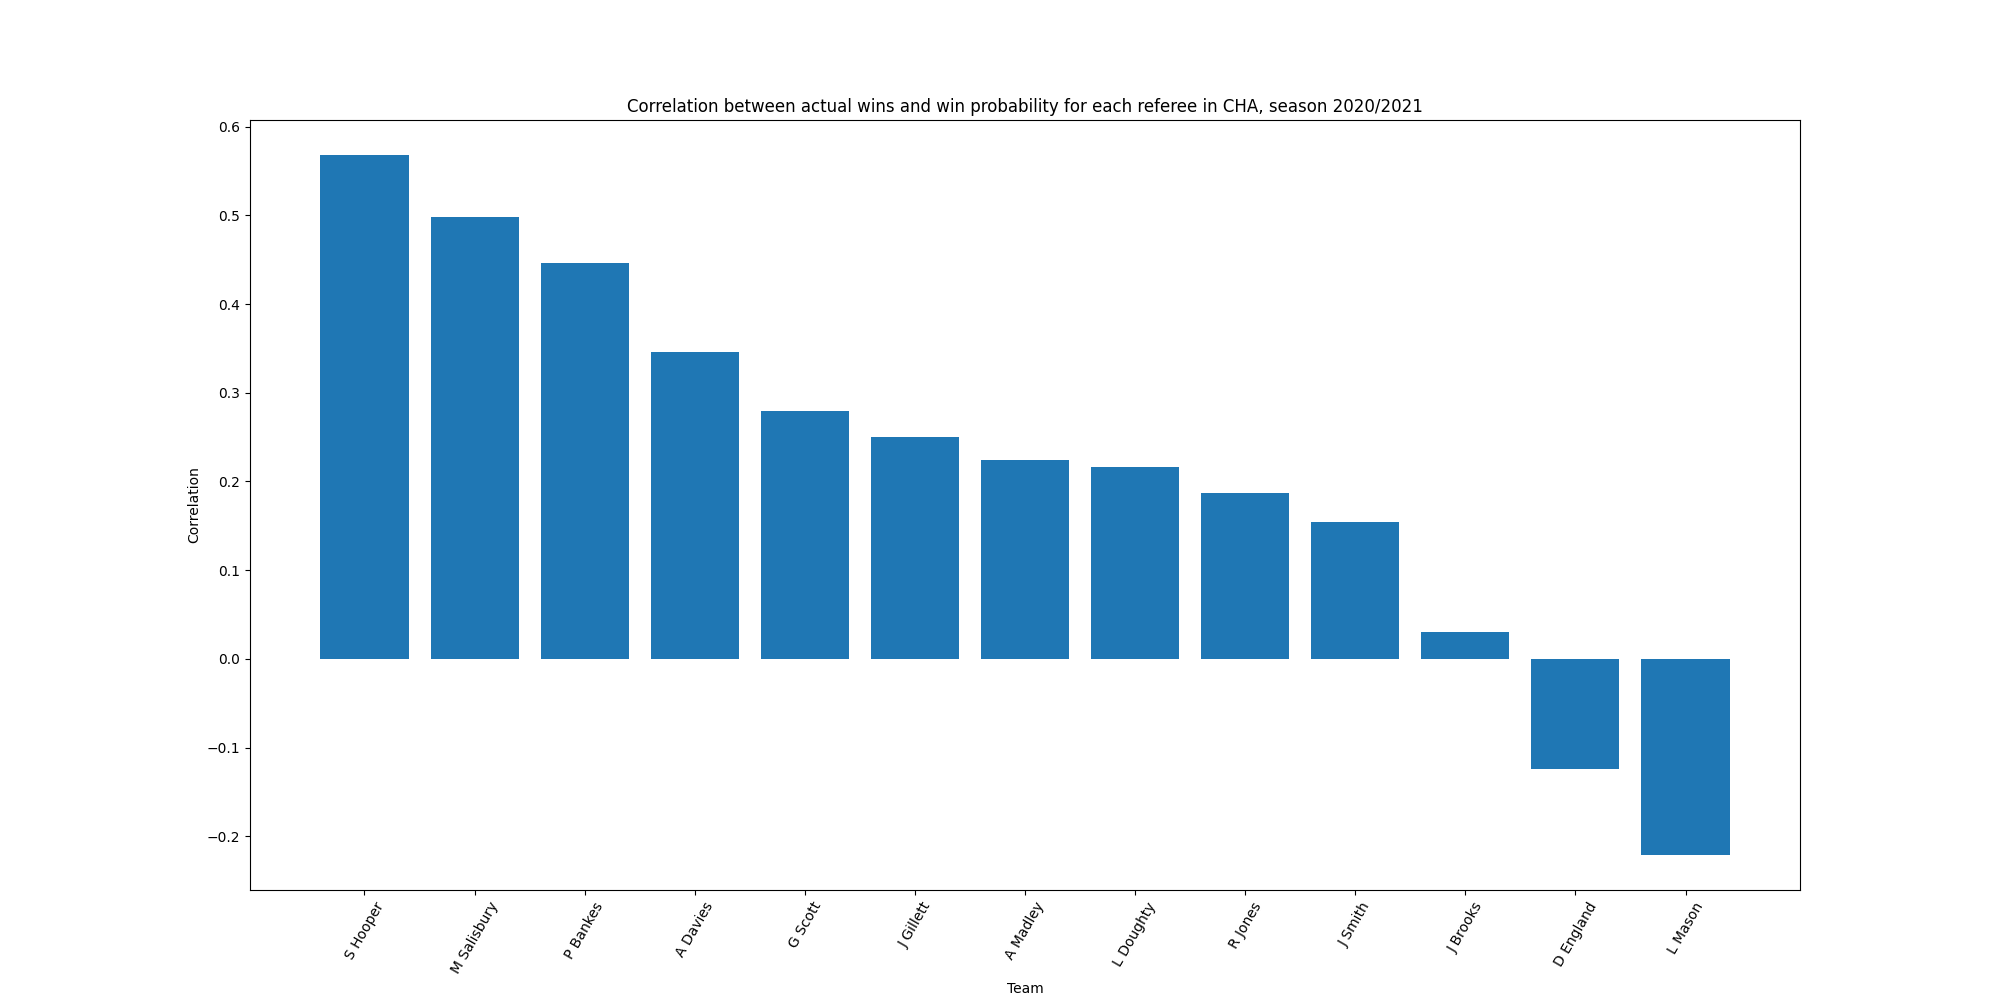 Correlation between actual wins and win probability for each referee in CHA, season 2020/2021
0.6
0.5
0.4
0.3
0.2
0.1
0.0
−0.1
−0.2
Correlation
S Hooper
M Salisbury
P Bankes
A Davies
G Scott
J Gillett
A Madley
L Doughty
R Jones
J Smith
J Brooks
D England
L Mason
Team